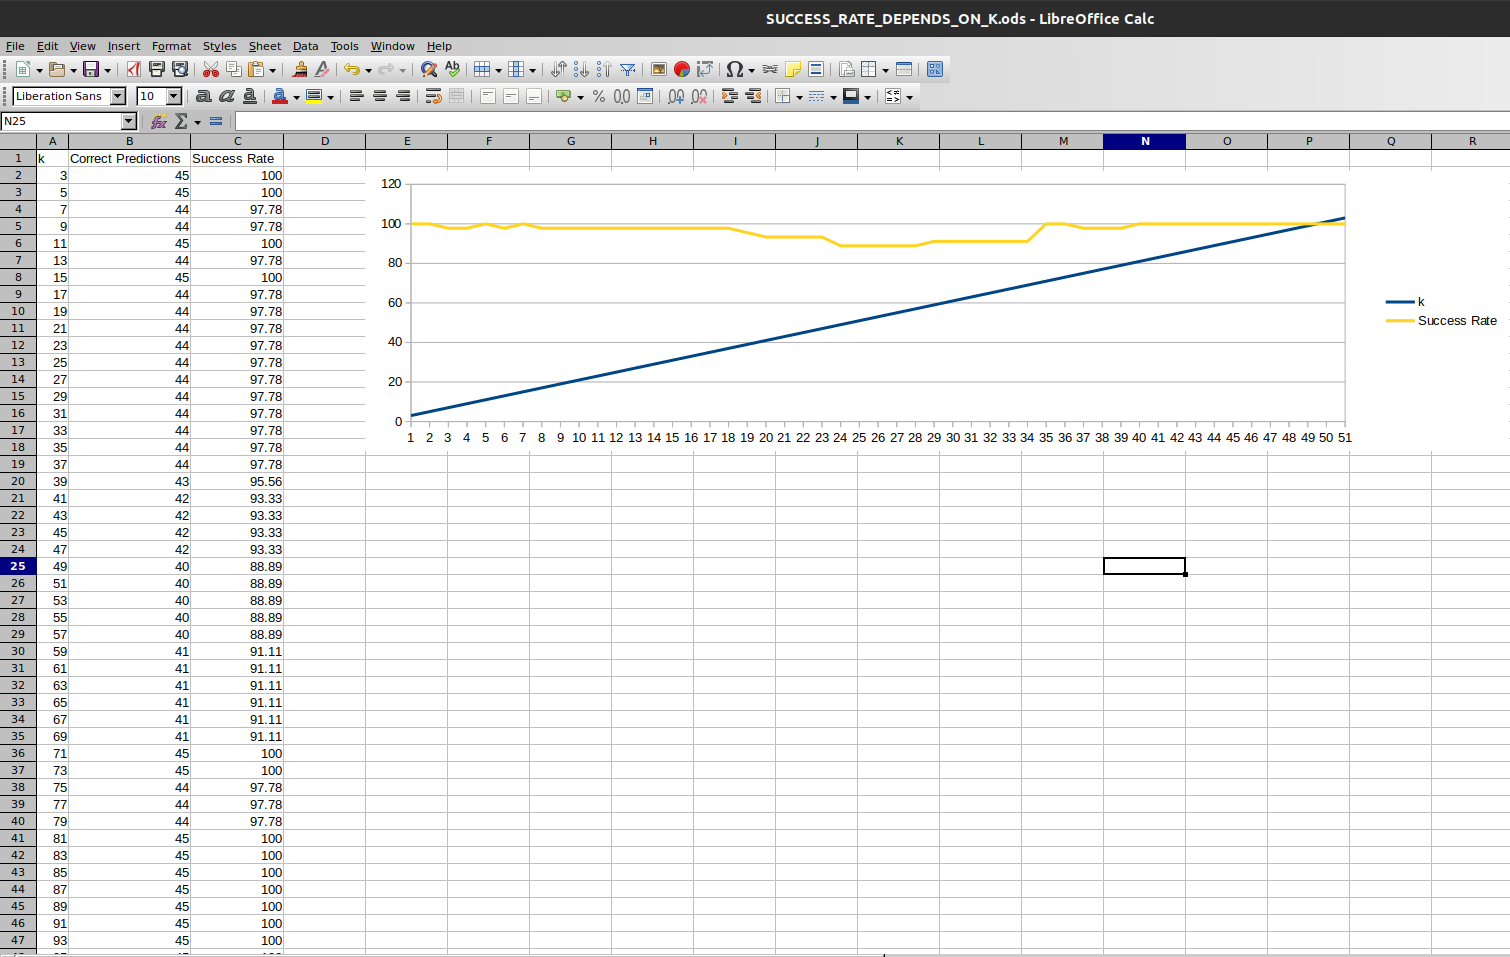 SUCCESS_RATE_DEPENDS_ON_K.ods - LibreOffice Calc
File Edit View Insert Format Styles Sheet Data Tools Window Help
Liberation Sans 10
N25
A B C D E F G H I J K L M N O P Q R
1 k Correct Predictions Success Rate
2 3 45 100
3 5 45 100
4 7 44 97.78
5 9 44 97.78
6 11 45 100
7 13 44 97.78
8 15 45 100
9 17 44 97.78
10 19 44 97.78
11 21 44 97.78
12 23 44 97.78
13 25 44 97.78
14 27 44 97.78
15 29 44 97.78
16 31 44 97.78
17 33 44 97.78
18 35 44 97.78
19 37 44 97.78
20 39 43 95.56
21 41 42 93.33
22 43 42 93.33
23 45 42 93.33
24 47 42 93.33
25 49 40 88.89
26 51 40 88.89
27 53 40 88.89
28 55 40 88.89
29 57 40 88.89
30 59 41 91.11
31 61 41 91.11
32 63 41 91.11
33 65 41 91.11
34 67 41 91.11
35 69 41 91.11
36 71 45 100
37 73 45 100
38 75 44 97.78
39 77 44 97.78
40 79 44 97.78
41 81 45 100
42 83 45 100
43 85 45 100
44 87 45 100
45 89 45 100
46 91 45 100
47 93 45 100
120
100
80
60
40
20
0
1 2 3 4 5 6 7 8 9 10 11 12 13 14 15 16 17 18 19 20 21 22 23 24 25 26 27 28 29 30 31 32 33 34 35 36 37 38 39 40 41 42 43 44 45 46 47 48 49 50 51
k
Success Rate